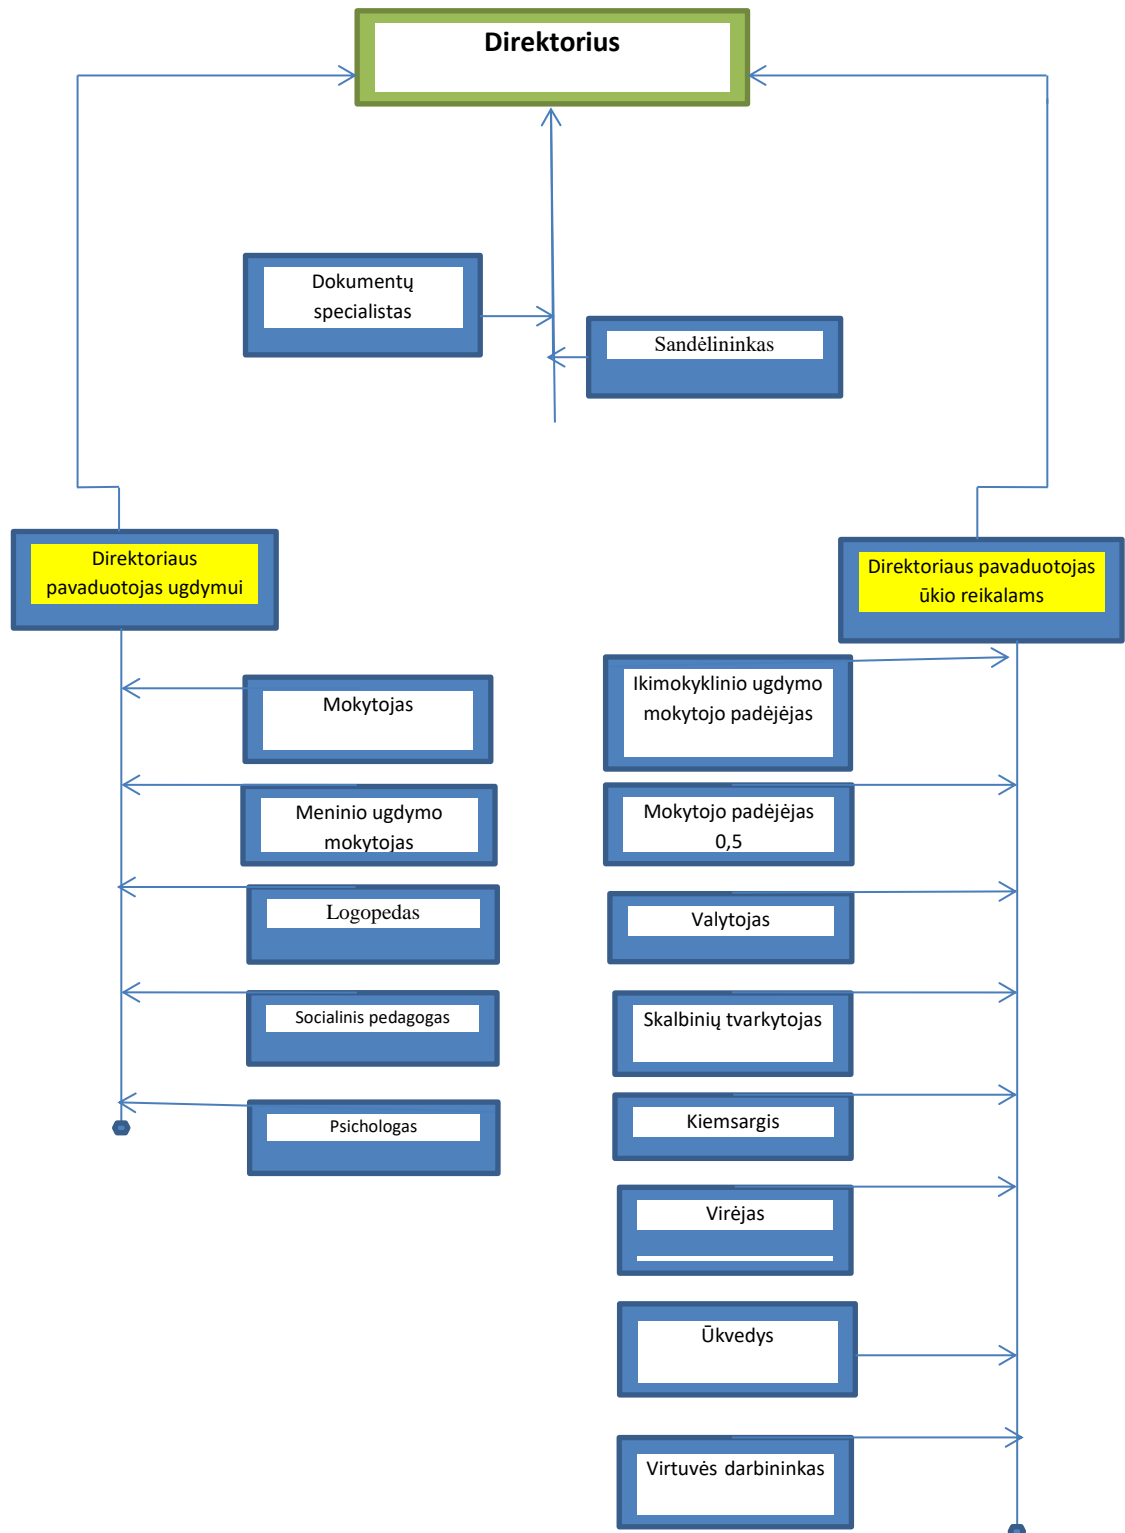 Direktorius
Dokumentų
specialistas
Sandėlininkas
Direktoriaus
pavaduotojas ugdymui
Direktoriaus pavaduotojas
ūkio reikalams
Mokytojas
Meninio ugdymo
mokytojas
Logopedas
Socialinis pedagogas
Psichologas
Ikimokyklinio ugdymo
mokytojo padėjėjas
Mokytojo padėjėjas
0,5
Valytojas
Skalbinių tvarkytojas
Kiemsargis
Virėjas
Ūkvedys
Virtuvės darbininkas